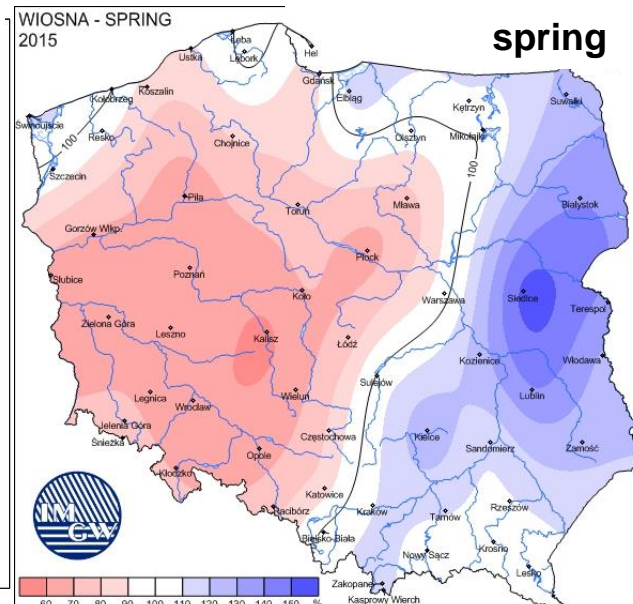 WIOSNA - SPRING
2015
spring
Łeba
Hel
Ustka
Lębork
Koszalin
Gdańsk
Kołobrzeg
Elbląg
Suwałki
Kętrzyn
Świnoujście
Resko
Chojnice
Olsztyn
Mikołajki
100
Szczecin
100
Piła
Białystok
Toruń
Mława
Gorzów Wlkp.
Płock
Poznań
Słubice
Koło
Warszawa
Siedlce
Terespol
Zielona Góra
Leszno
Kalisz
Łódź
Kozienice
Włodawa
Sulejów
Legnica
Wrocław
Wieluń
Lublin
Jelenia Góra
Śnieżka
Częstochowa
Kielce
Sandomierz
Zamość
Opole
Kłodzko
Katowice
Racibórz
Kraków
Tarnów
Rzeszów
Bielsko-Biała
Nowy Sącz
Krosno
Lesko
Zakopane
Kasprowy Wierch
IM
GW
60 70 80 90 100 110 120 130 140 150 %